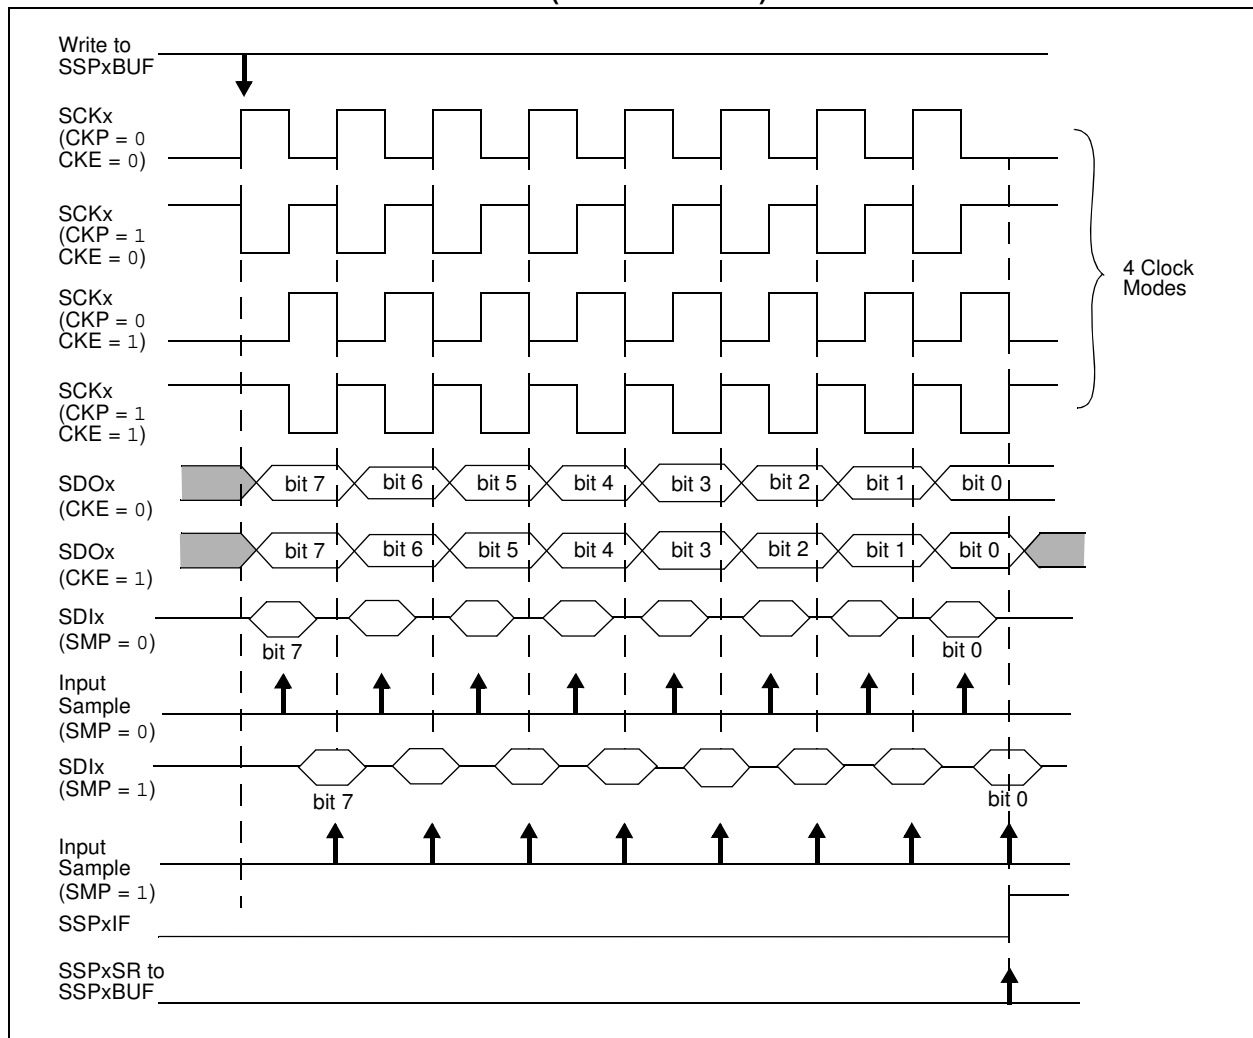 Write to
SSPxBUF
SCKx
(CKP = 0
CKE = 0)
SCKx
(CKP = 1
CKE = 0)
SCKx
(CKP = 0
CKE = 1)
SCKx
(CKP = 1
CKE = 1)
4 Clock
Modes
SDOx
(CKE = 0)
bit 7 bit 6 bit 5 bit 4 bit 3 bit 2 bit 1 bit 0
SDOx
(CKE = 1)
bit 7 bit 6 bit 5 bit 4 bit 3 bit 2 bit 1 bit 0
SDIx
(SMP = 0)
bit 7 bit 0
Input
Sample
(SMP = 0)
SDIx
(SMP = 1)
bit 7 bit 0
Input
Sample
(SMP = 1)
SSPxIF
SSPxSR to
SSPxBUF